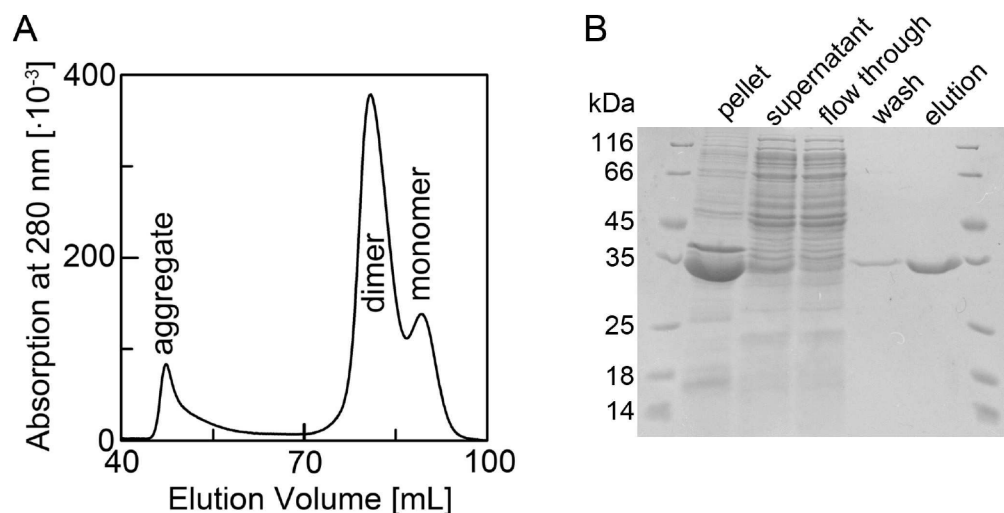 A
Absorption at 280 nm [·10⁻³]
400
200
0
aggregate
dimer
monomer
40
70
100
Elution Volume [mL]
B
kDa
pellet
supernatant
flow through
wash
elution
116
66
45
35
25
18
14